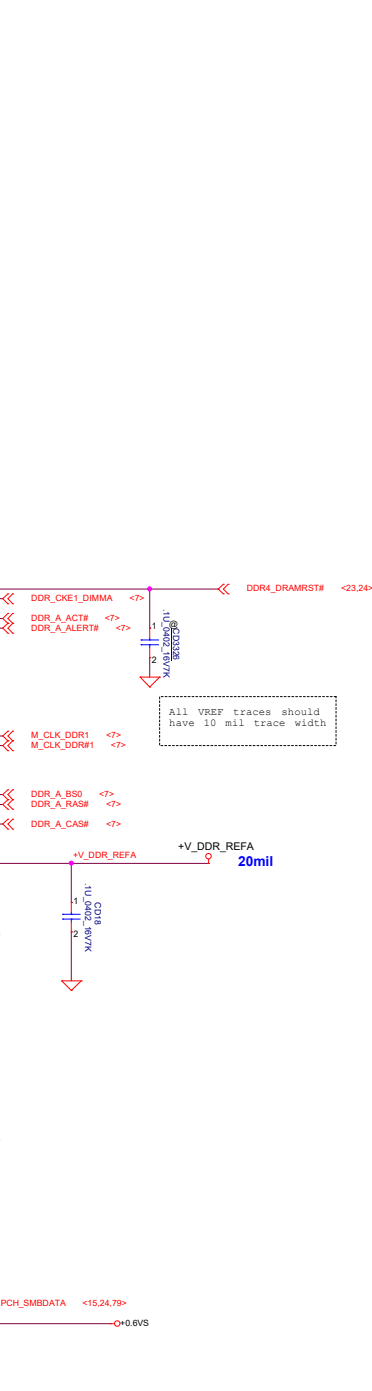 DDR4_DRAMRST# <23,24>
DDR_CKE1_DIMMA <7>
DDR_A_ACT# <7>
DDR_A_ALERT# <7>
1
2
@CD3326
.1U_0402_16V7K
All VREF traces should
have 10 mil trace width
M_CLK_DDR1 <7>
M_CLK_DDR#1 <7>
DDR_A_BS0 <7>
DDR_A_RAS# <7>
DDR_A_CAS# <7>
+V_DDR_REFA
+V_DDR_REFA
20mil
1
2
CD18
.1U_0402_16V7K
PCH_SMBDATA <15,24,79>
+0.6VS